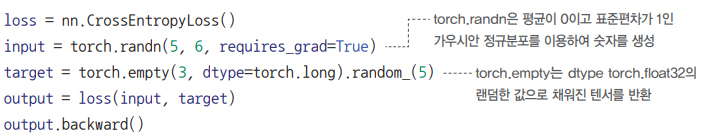 loss = nn.CrossEntropyLoss()
input = torch.randn(5, 6, requires_grad=True)
torch.randn은 평균이 0이고 표준편차가 1인
가우시안 정규분포를 이용하여 숫자를 생성
target = torch.empty(3, dtype=torch.long).random_(5)
torch.empty는 dtype torch.float32의
랜덤한 값으로 채워진 텐서를 반환
output = loss(input, target)
output.backward()